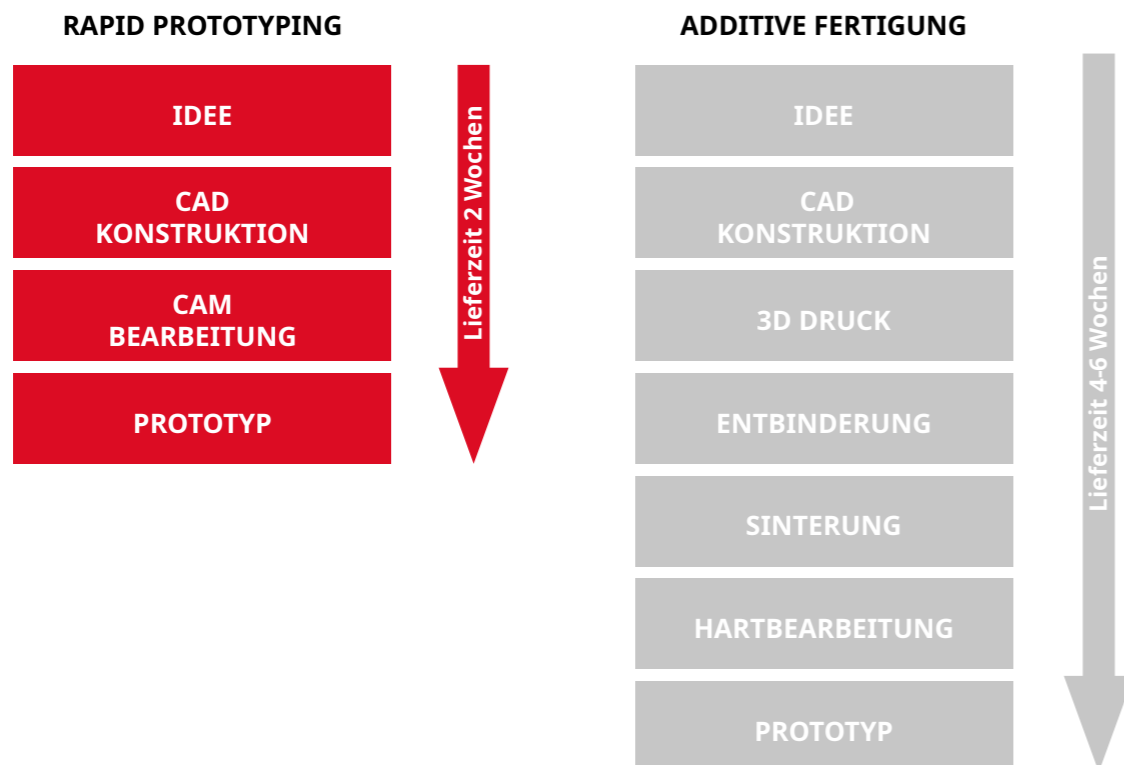 RAPID PROTOTYPING
IDEE
CAD
KONSTRUKTION
CAM
BEARBEITUNG
PROTOTYP
Lieferzeit 2 Wochen
ADDITIVE FERTIGUNG
IDEE
CAD
KONSTRUKTION
3D DRUCK
ENTBINDERUNG
SINTERUNG
HARTBEARBEITUNG
PROTOTYP
Lieferzeit 4-6 Wochen